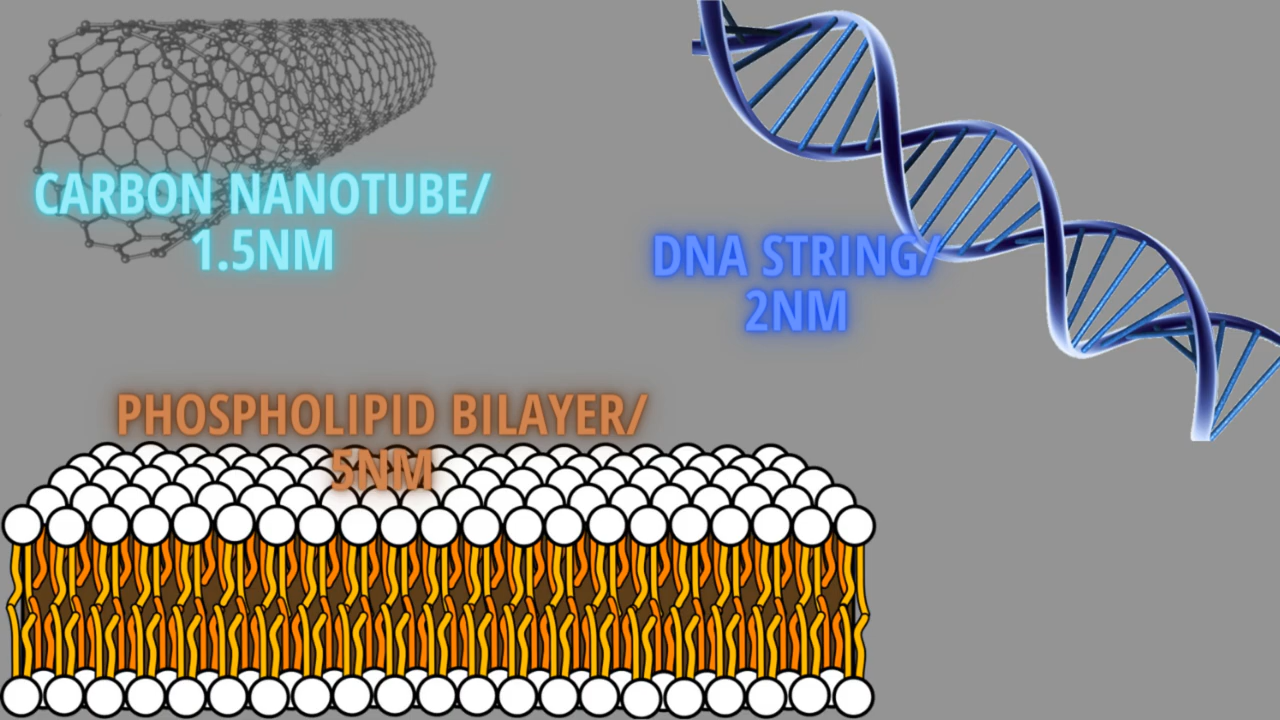 CARBON NANOTUBE/
1.5NM
DNA STRING/
2NM
PHOSPHOLIPID BILAYER/
5NM